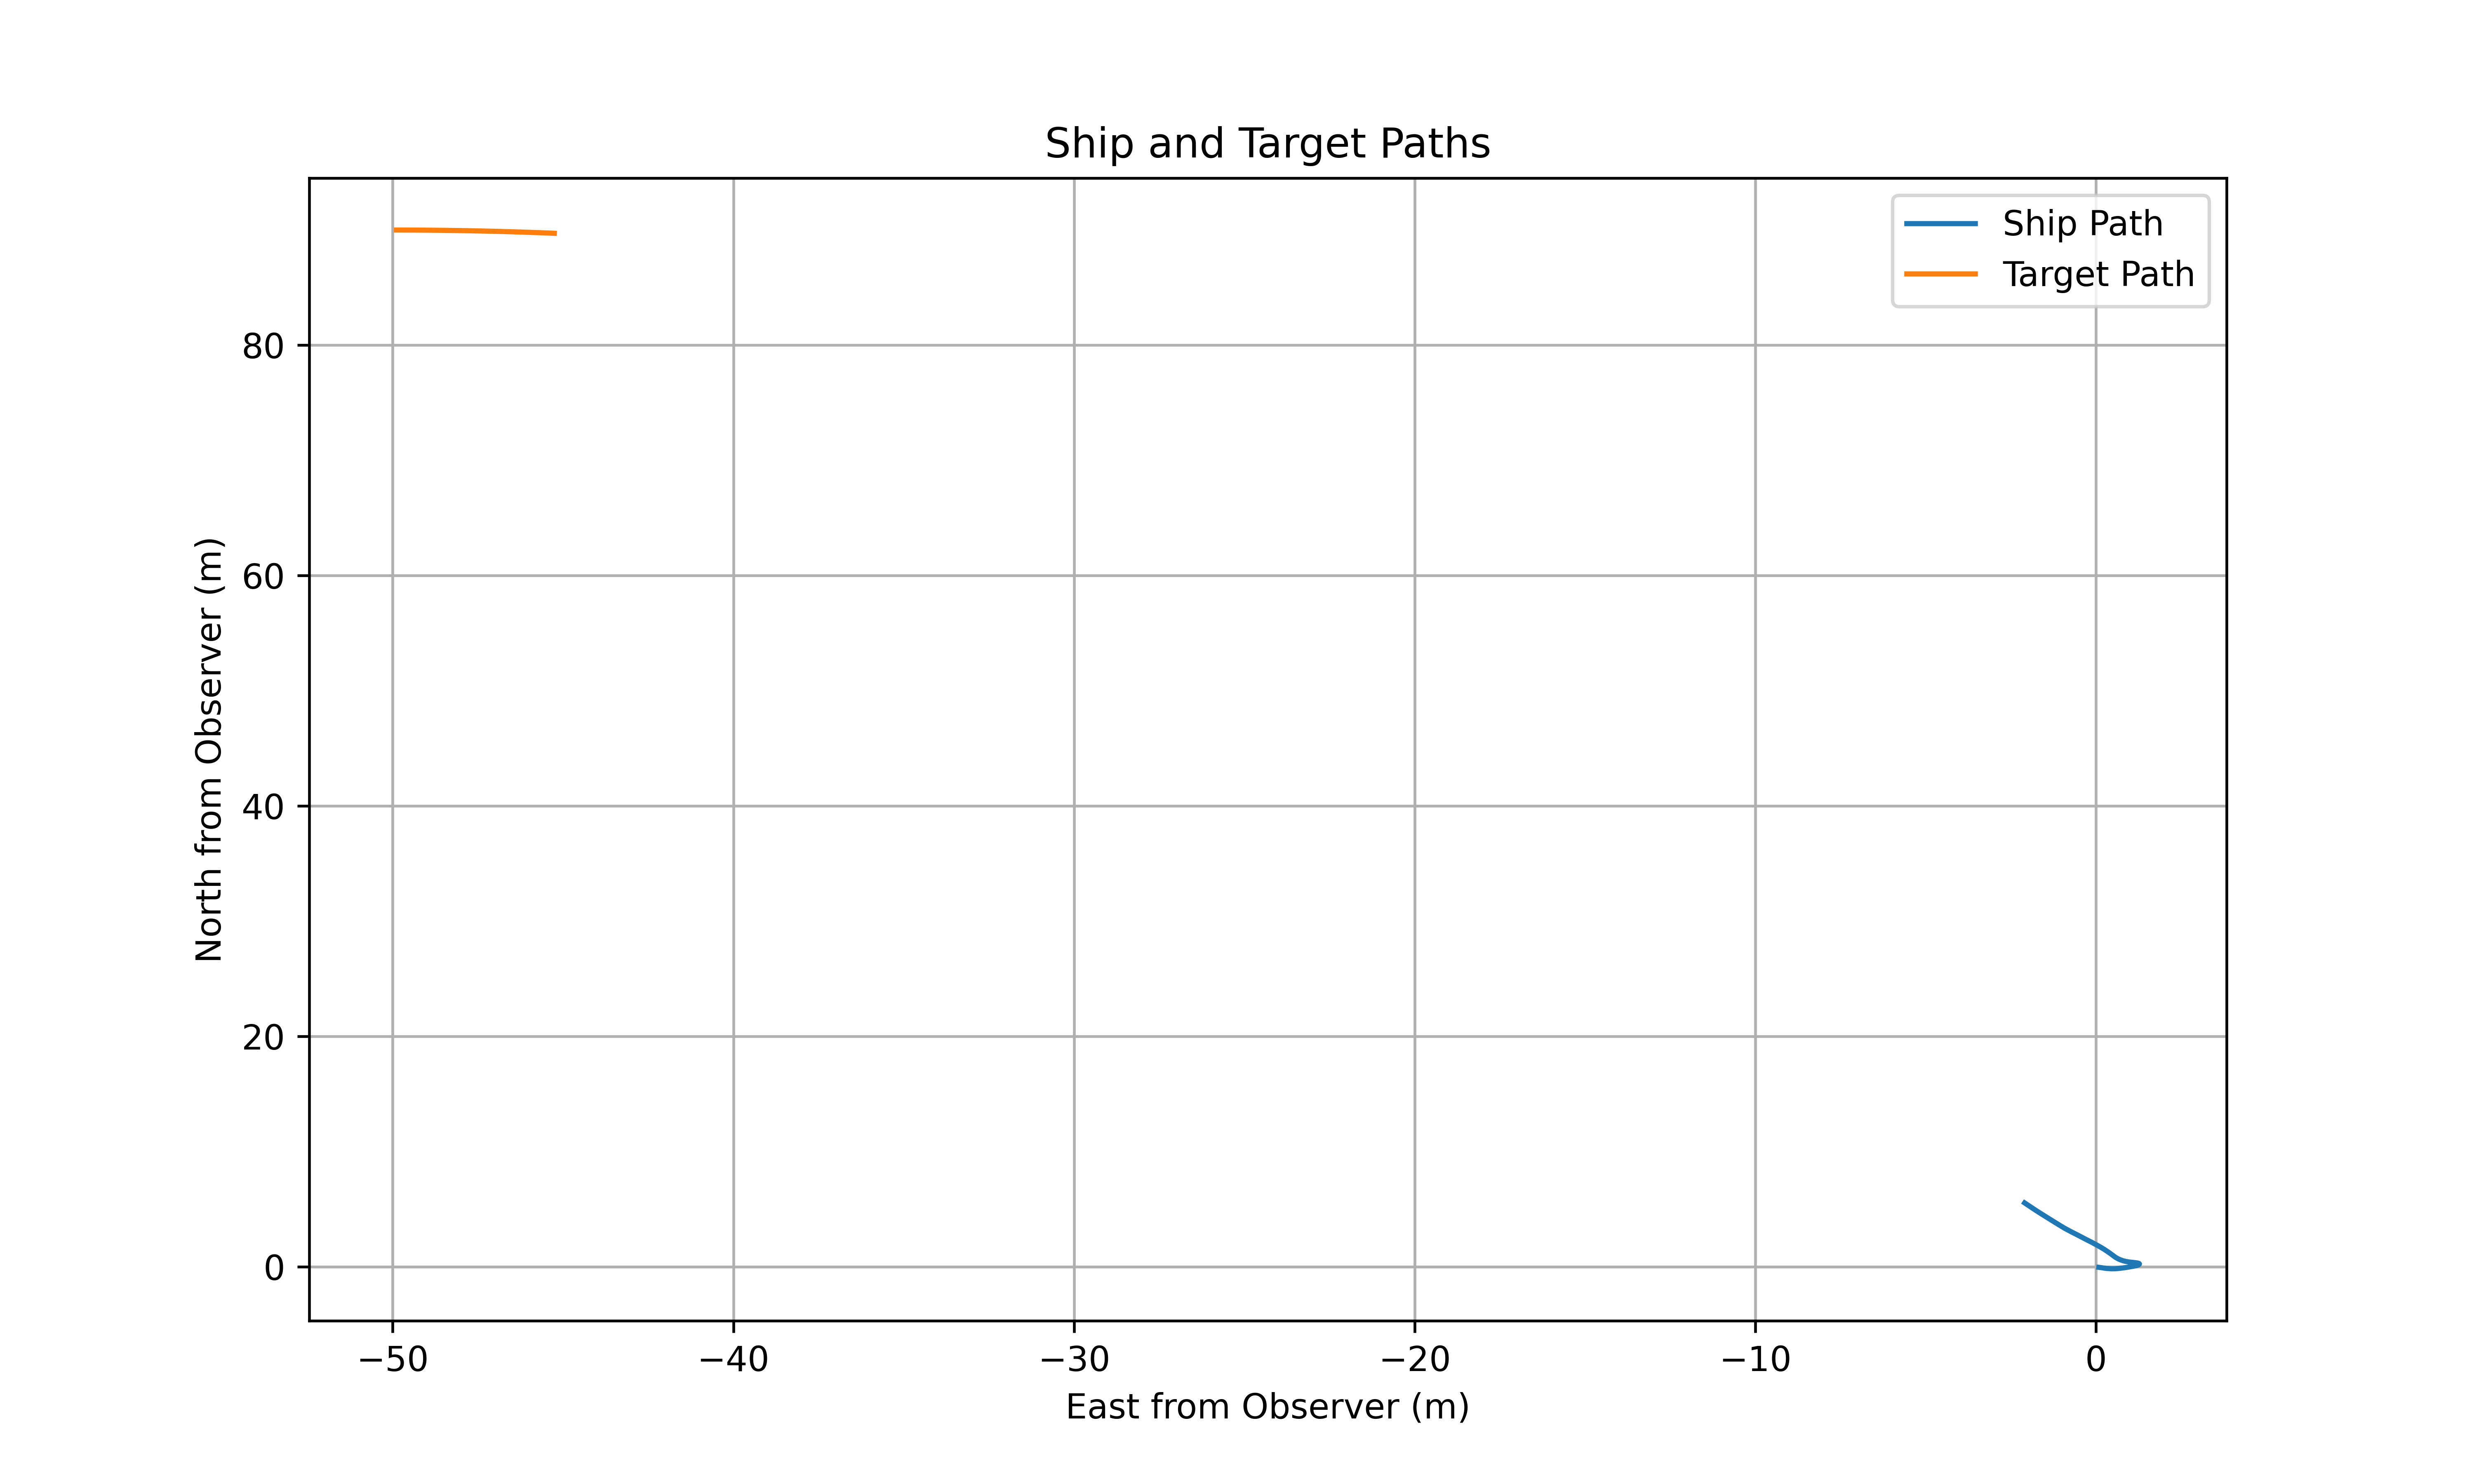 Ship and Target Paths
Ship Path
Target Path
North from Observer (m)
80
60
40
20
0
−50
−40
−30
−20
−10
0
East from Observer (m)